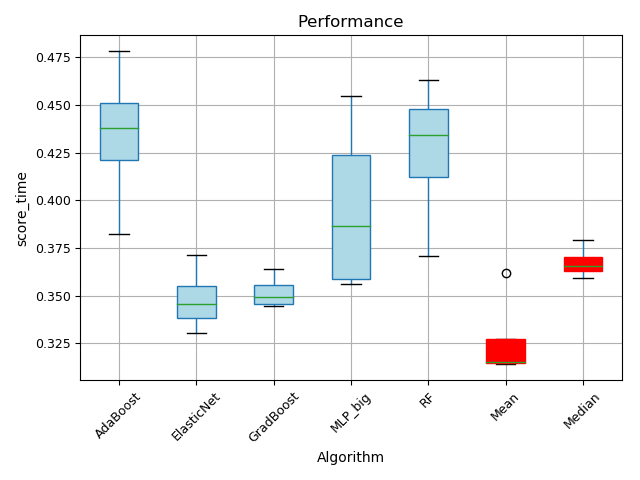 Performance
0.475
0.450
0.425
0.400
0.375
0.350
0.325
score_time
AdaBoost
ElasticNet
GradBoost
MLP_big
RF
Mean
Median
Algorithm